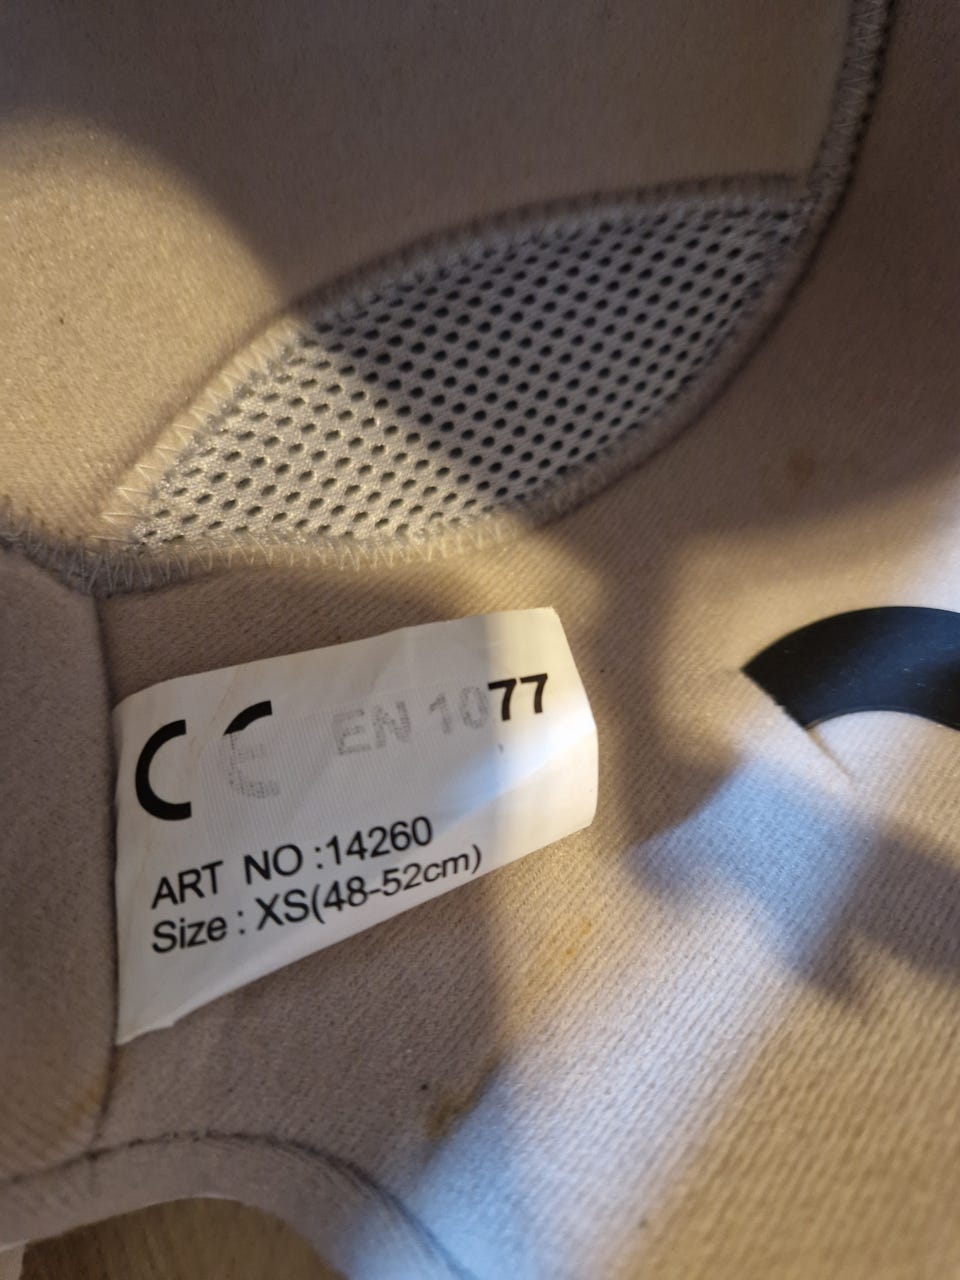 CE EN 1077
ART NO :14260
Size : XS(48-52cm)